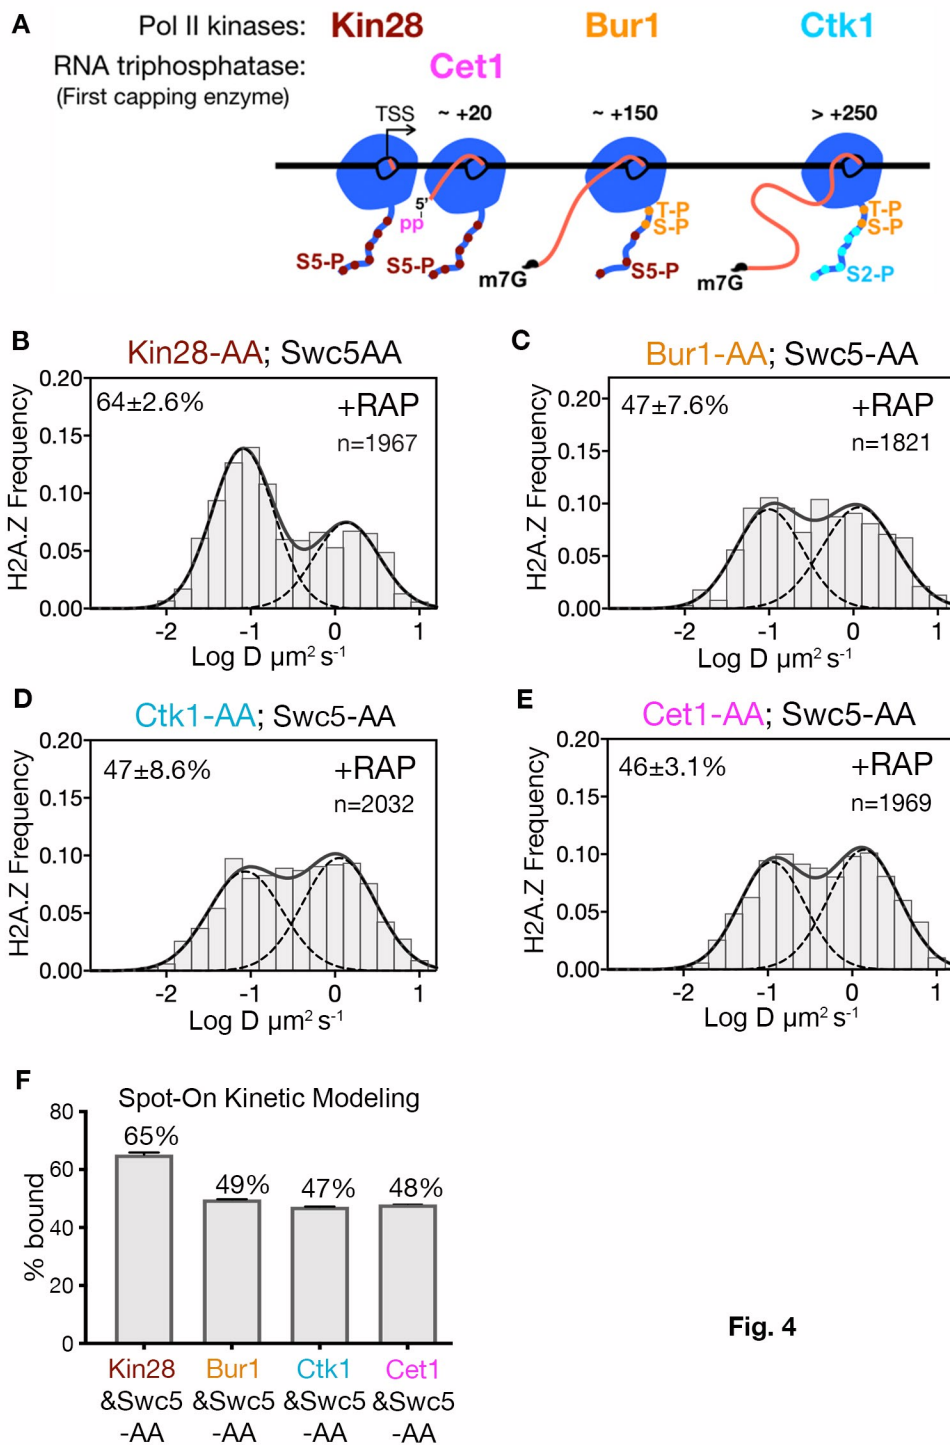 A
Pol II kinases: Kin28 Bur1 Ctk1
RNA triphosphatase: Cet1
(First capping enzyme)
TSS ~ +20 ~ +150 > +250
5'
pp
T-P T-P
S-P S-P
S5-P S5-P m7G S5-P m7G S2-P
B
Kin28-AA; Swc5AA
64±2.6%
+RAP
n=1967
H2A.Z Frequency
0.20
0.15
0.10
0.05
0.00
-2 -1 0 1
Log D µm² s⁻¹
C
Bur1-AA; Swc5-AA
47±7.6%
+RAP
n=1821
H2A.Z Frequency
0.20
0.15
0.10
0.05
0.00
-2 -1 0 1
Log D µm² s⁻¹
D
Ctk1-AA; Swc5-AA
47±8.6%
+RAP
n=2032
H2A.Z Frequency
0.20
0.15
0.10
0.05
0.00
-2 -1 0 1
Log D µm² s⁻¹
E
Cet1-AA; Swc5-AA
46±3.1%
+RAP
n=1969
H2A.Z Frequency
0.20
0.15
0.10
0.05
0.00
-2 -1 0 1
Log D µm² s⁻¹
F
Spot-On Kinetic Modeling
% bound
80
60
40
20
0
65% 49% 47% 48%
Kin28 Bur1 Ctk1 Cet1
&Swc5 &Swc5 &Swc5 &Swc5
-AA -AA -AA -AA
Fig. 4